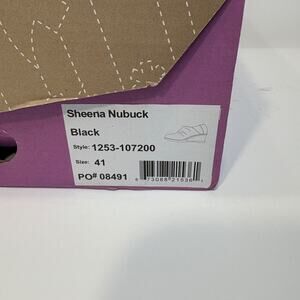 Sheena Nubuck
Black
Style: 1253-107200
Size: 41
PO# 08491